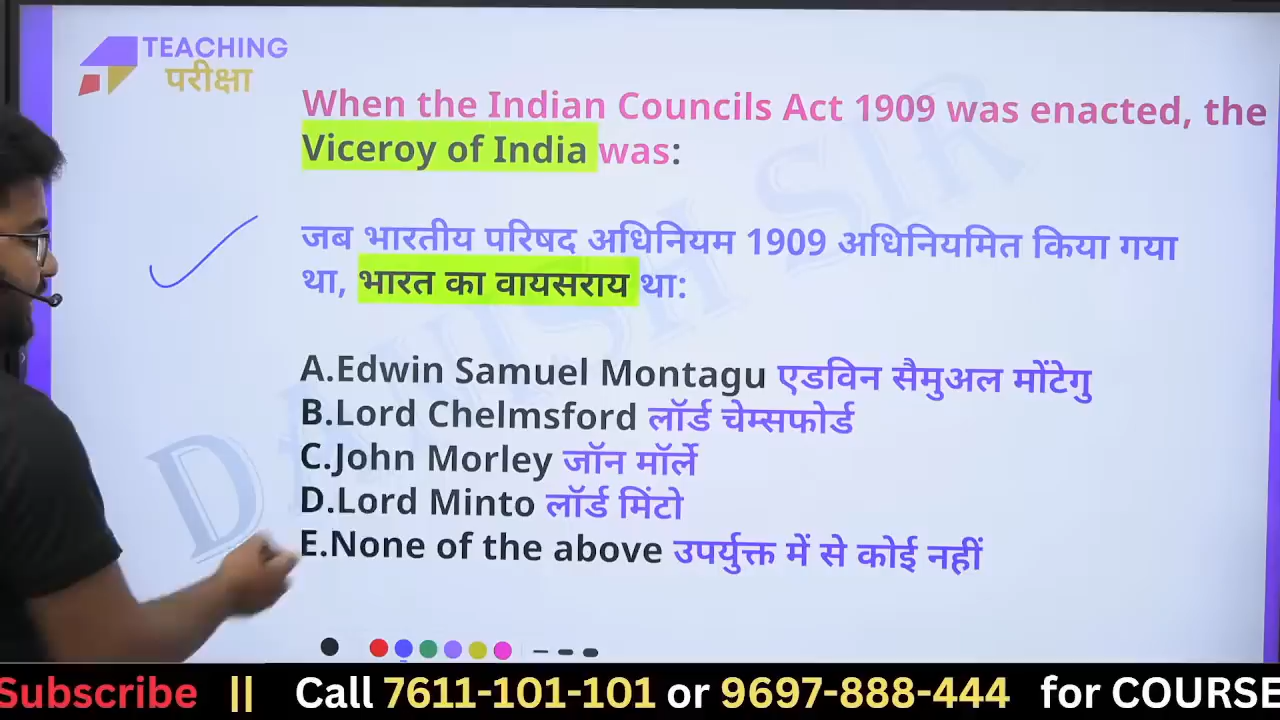 TEACHING
परीक्षा
When the Indian Councils Act 1909 was enacted, the
Viceroy of India was:
जब भारतीय परिषद अधिनियम 1909 अधिनियमित किया गया
था, भारत का वायसराय था:
A.Edwin Samuel Montagu एडविन सैमुअल मोंटेगु
B.Lord Chelmsford लॉर्ड चेम्सफोर्ड
C.John Morley जॉन मॉर्ले
D.Lord Minto लॉर्ड मिंटो
E.None of the above उपर्युक्त में से कोई नहीं
Subscribe || Call 7611-101-101 or 9697-888-444 for COURSE